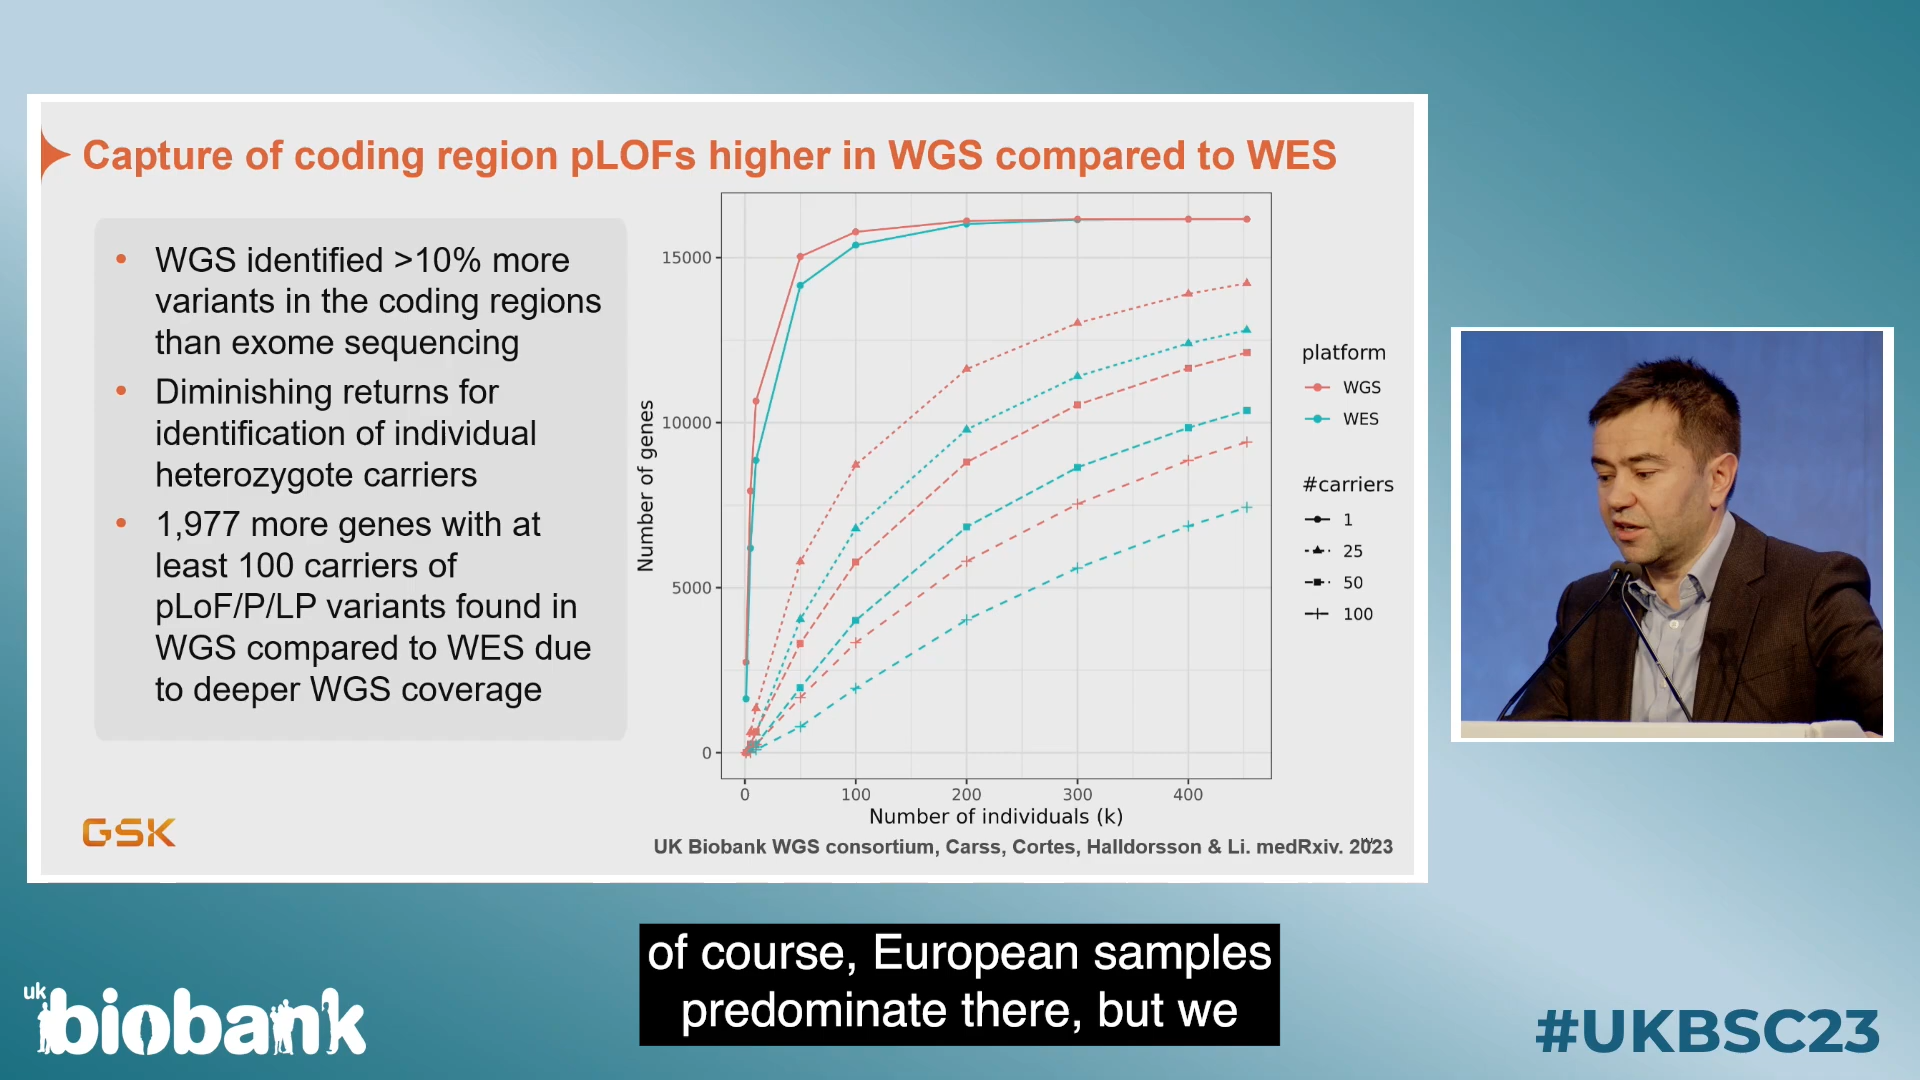 Capture of coding region pLOFs higher in WGS compared to WES
• WGS identified >10% more
variants in the coding regions
than exome sequencing
• Diminishing returns for
identification of individual
heterozygote carriers
• 1,977 more genes with at
least 100 carriers of
pLoF/P/LP variants found in
WGS compared to WES due
to deeper WGS coverage
Number of genes
15000
10000
5000
0
0 100 200 300 400
Number of individuals (k)
platform
WGS
WES
#carriers
1
25
50
100
GSK
UK Biobank WGS consortium, Carss, Cortes, Halldorsson & Li. medRxiv. 2023
of course, European samples
predominate there, but we
uk
biobank
#UKBSC23